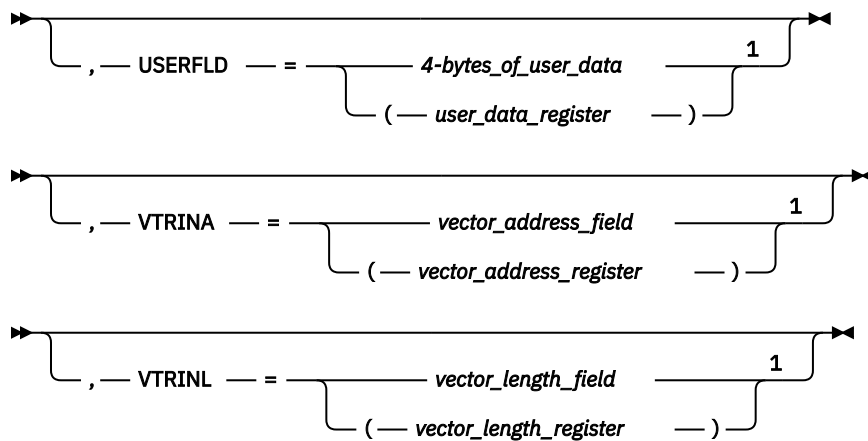 , USERFLD = 4-bytes_of_user_data 1
( user_data_register )
, VTRINA = vector_address_field 1
( vector_address_register )
, VTRINL = vector_length_field 1
( vector_length_register )